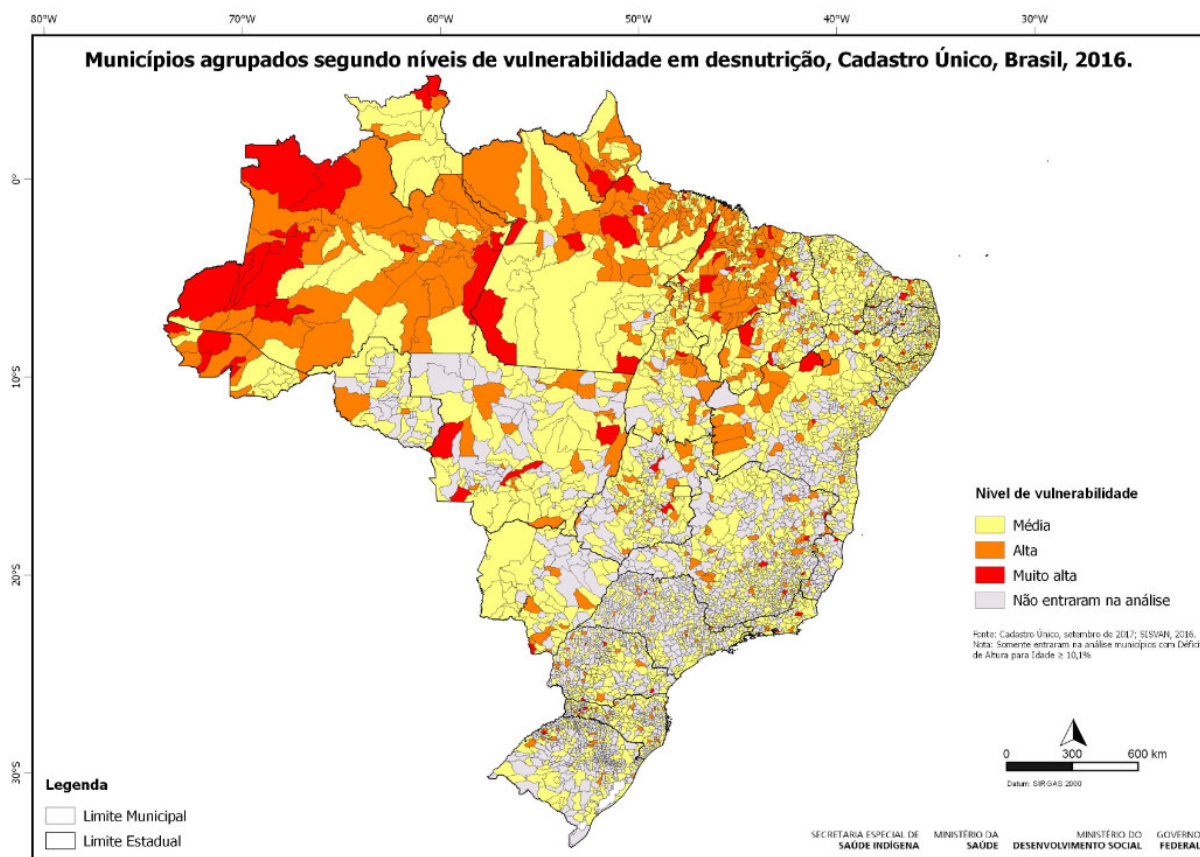 80°W 70°W 60°W 50°W 40°W 30°W
Municípios agrupados segundo níveis de vulnerabilidade em desnutrição, Cadastro Único, Brasil, 2016.
0°
10°S
20°S
30°S
Nivel de vulnerabilidade
Média
Alta
Muito alta
Não entraram na análise
Fonte: Cadastro Único, setembro de 2017; SISVAN, 2016.
Nota: Somente entraram na análise municípios com Défici
de Altura para Idade ≥ 10,1%
0 300 600 km
Datum: SIRGAS 2000
Legenda
Limite Municipal
Limite Estadual
SECRETARIA ESPECIAL DE MINISTÉRIO DA MINISTÉRIO DO GOVERNO
SAÚDE INDÍGENA SAÚDE DESENVOLVIMENTO SOCIAL FEDERAL